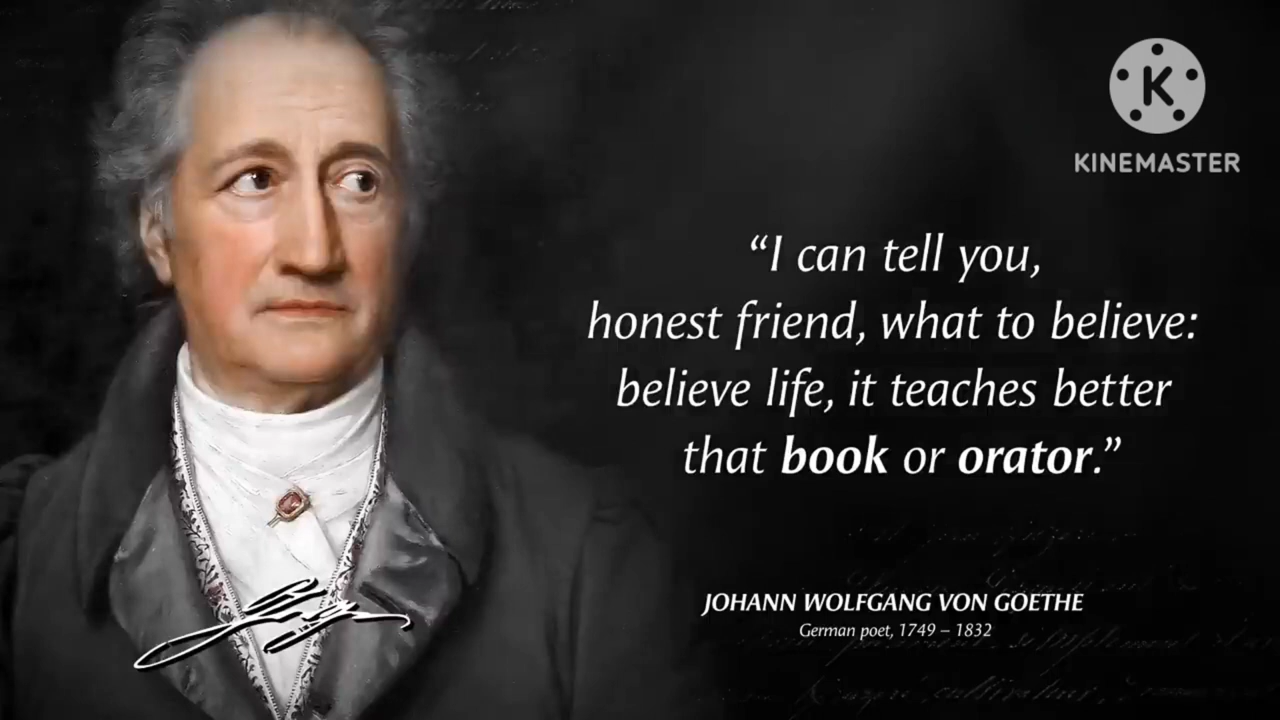 K
KINEMASTER
“I can tell you,
honest friend, what to believe:
believe life, it teaches better
that book or orator.”
JOHANN WOLFGANG VON GOETHE
German poet, 1749 – 1832